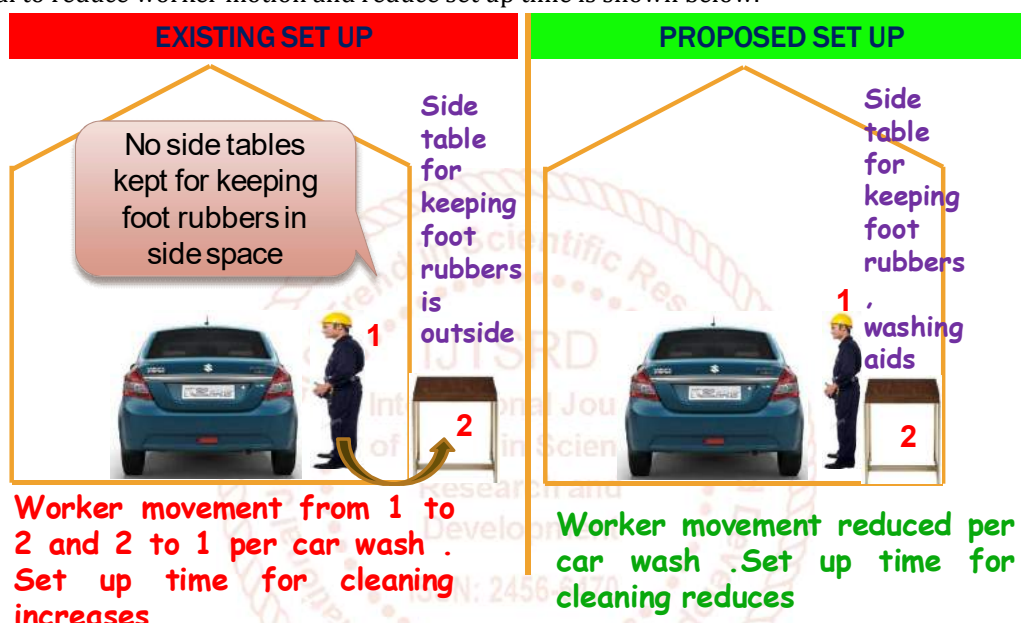 EXISTING SET UP
No side tables
kept for keeping
foot rubbers in
side space
Side
table
for
keeping
foot
rubbers
is
outside
1
2
Worker movement from 1 to
2 and 2 to 1 per car wash .
Set up time for cleaning
increases
PROPOSED SET UP
Side
table
for
keeping
foot
rubbers
,
washing
aids
1
2
Worker movement reduced per
car wash .Set up time for
cleaning reduces
IJTSRD